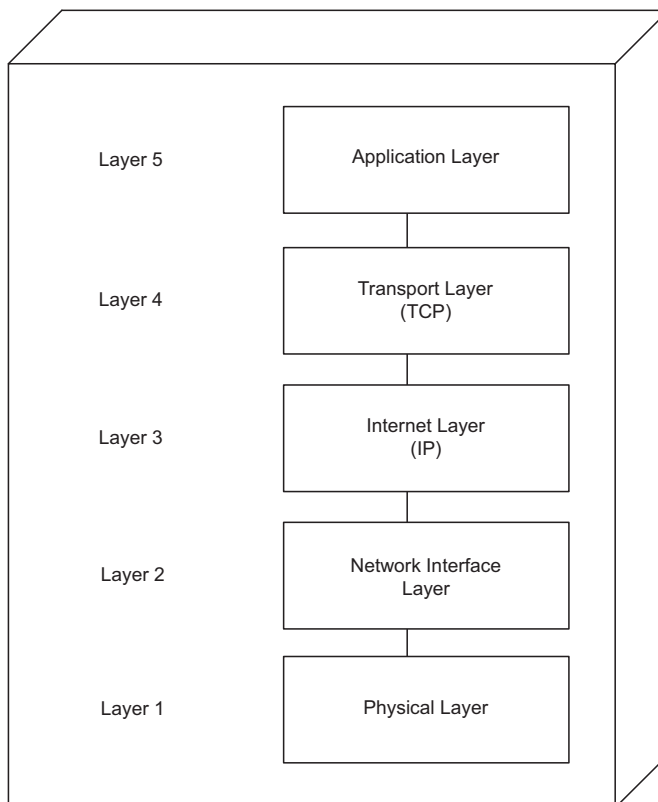 Layer 5
Application Layer
Layer 4
Transport Layer
(TCP)
Layer 3
Internet Layer
(IP)
Layer 2
Network Interface
Layer
Layer 1
Physical Layer